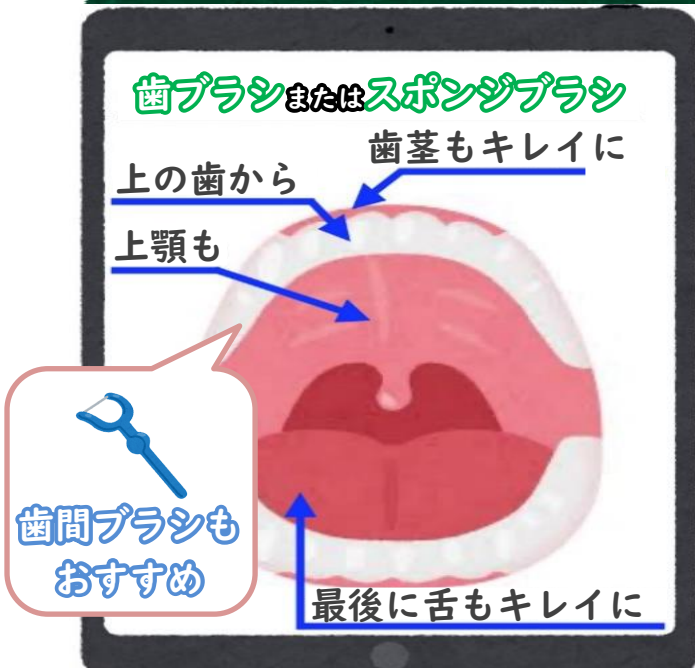 歯ブラシまたはスポンジブラシ
歯茎もキレイに
上の歯から
上顎も
歯間ブラシも
おすすめ
最後に舌もキレイに